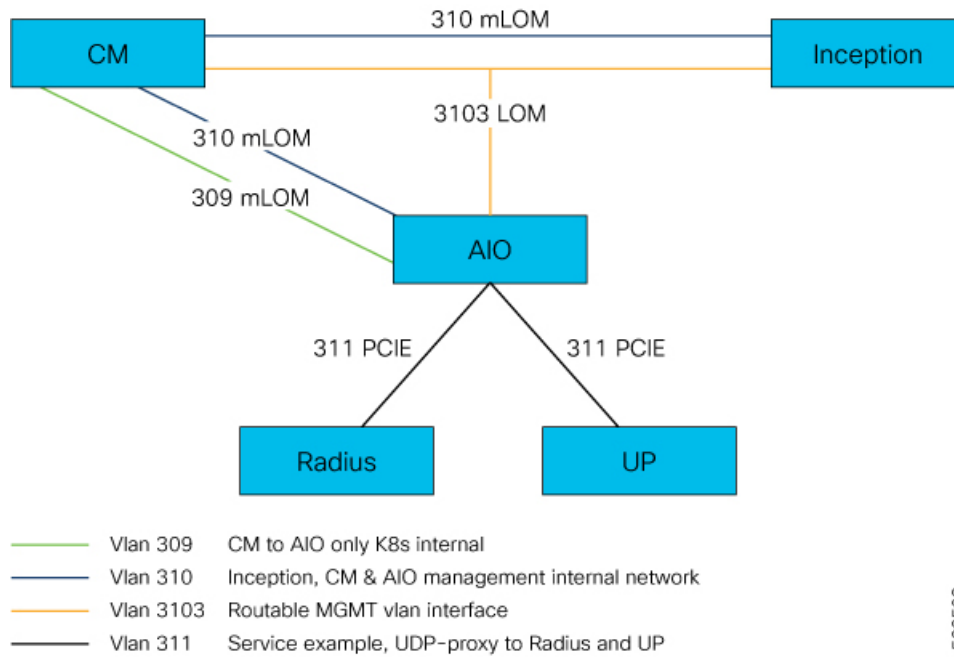 310 mLOM
CM
Inception
3103 LOM
310 mLOM
309 mLOM
AIO
311 PCIE
311 PCIE
Radius
UP
Vlan 309 CM to AIO only K8s internal
Vlan 310 Inception, CM & AIO management internal network
Vlan 3103 Routable MGMT vlan interface
Vlan 311 Service example, UDP-proxy to Radius and UP